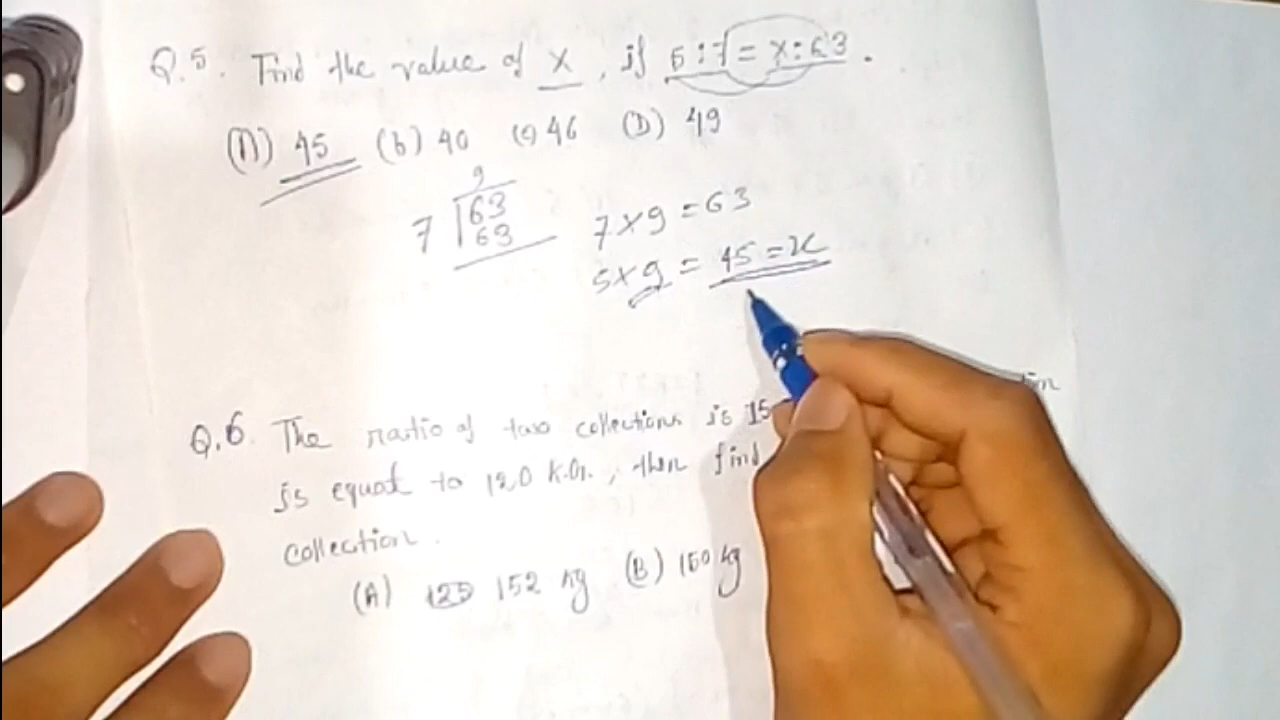 Q.5. Find the value of x, if 5:7 = x:63.
(A) 45 (b) 40 (c) 46 (D) 49
9
7 63
63
7×9 = 63
5×9 = 45 = x
Q.6. The ratio of two collections is 15
is equal to 120 K.G., then find
collection.
(A) 152 kg (B) 150 kg